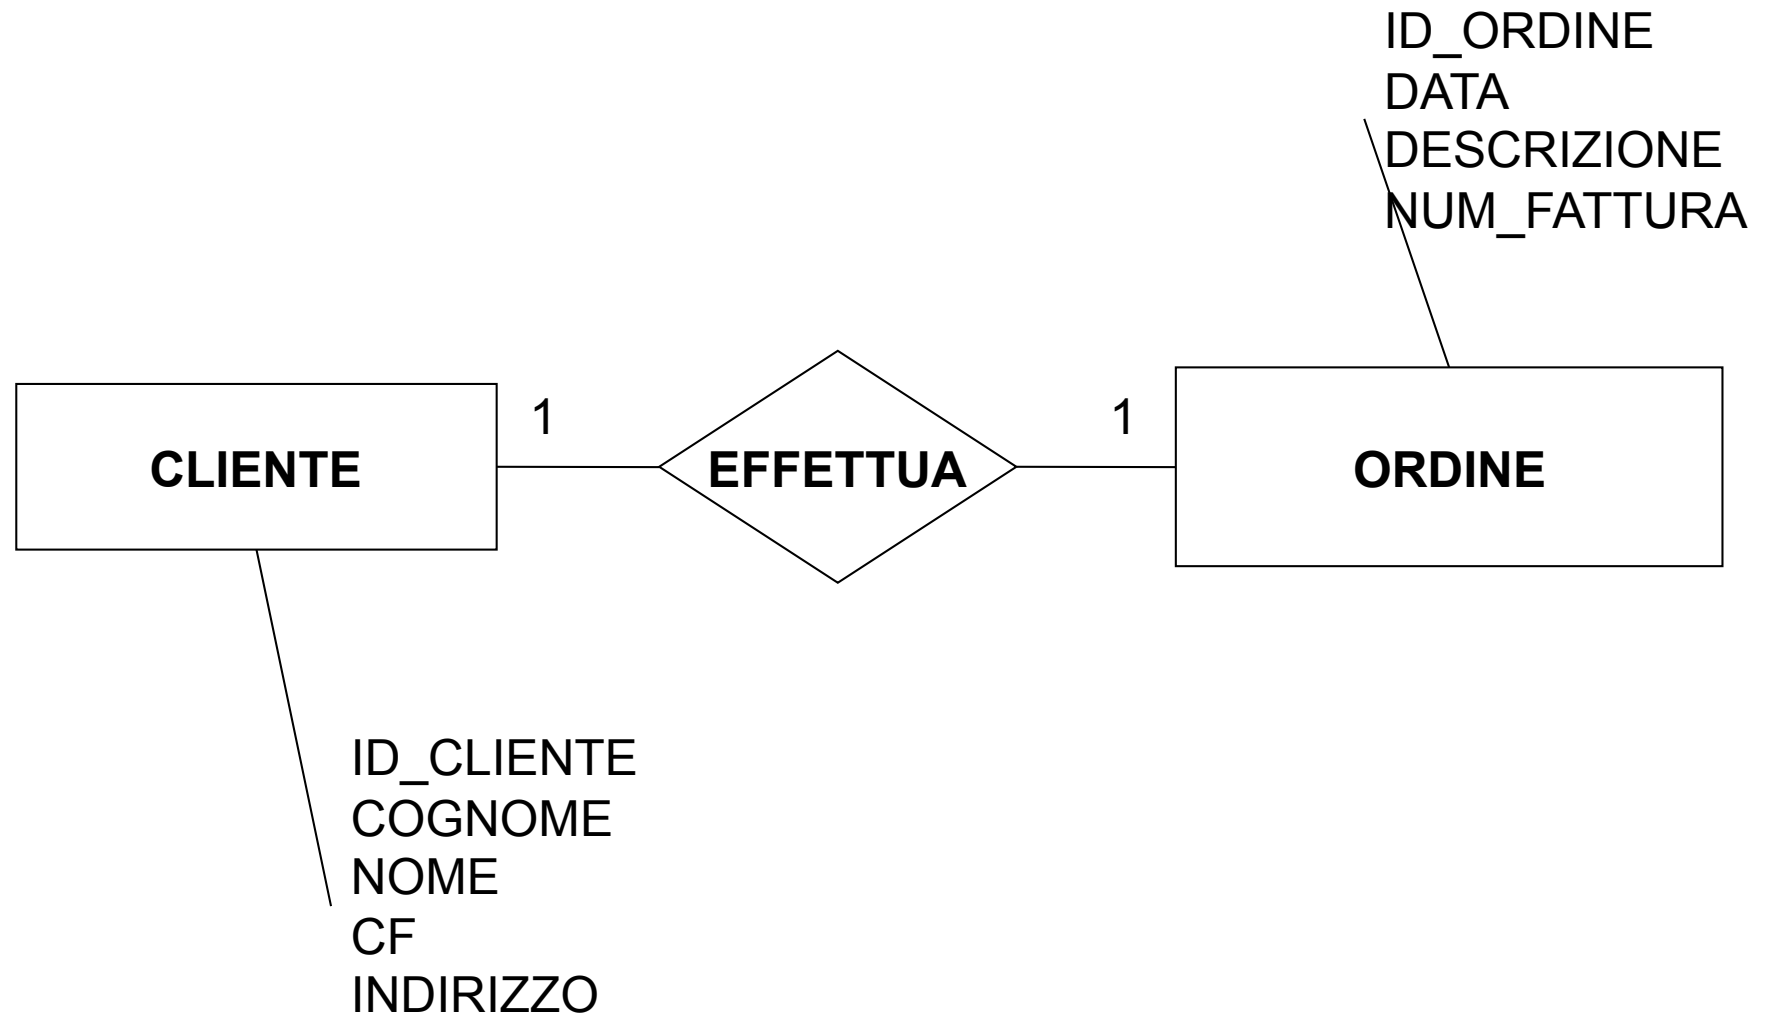 ID_ORDINE
DATA
DESCRIZIONE
NUM_FATTURA
CLIENTE
1
EFFETTUA
1
ORDINE
ID_CLIENTE
COGNOME
NOME
CF
INDIRIZZO